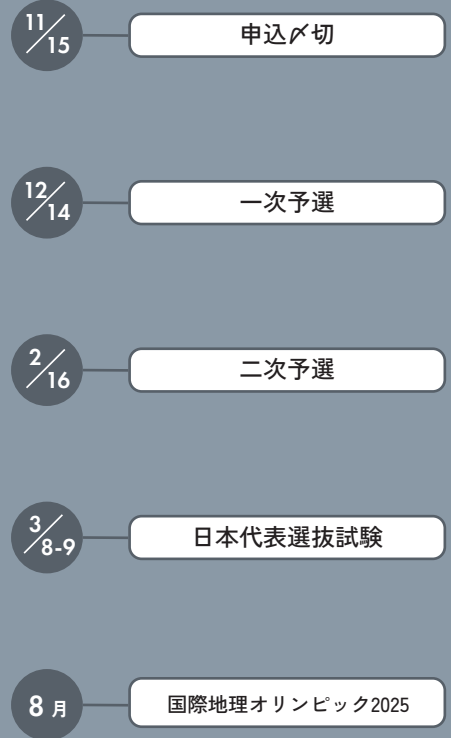 11/15
申込〆切
12/14
一次予選
2/16
二次予選
3/8-9
日本代表選抜試験
8月
国際地理オリンピック2025